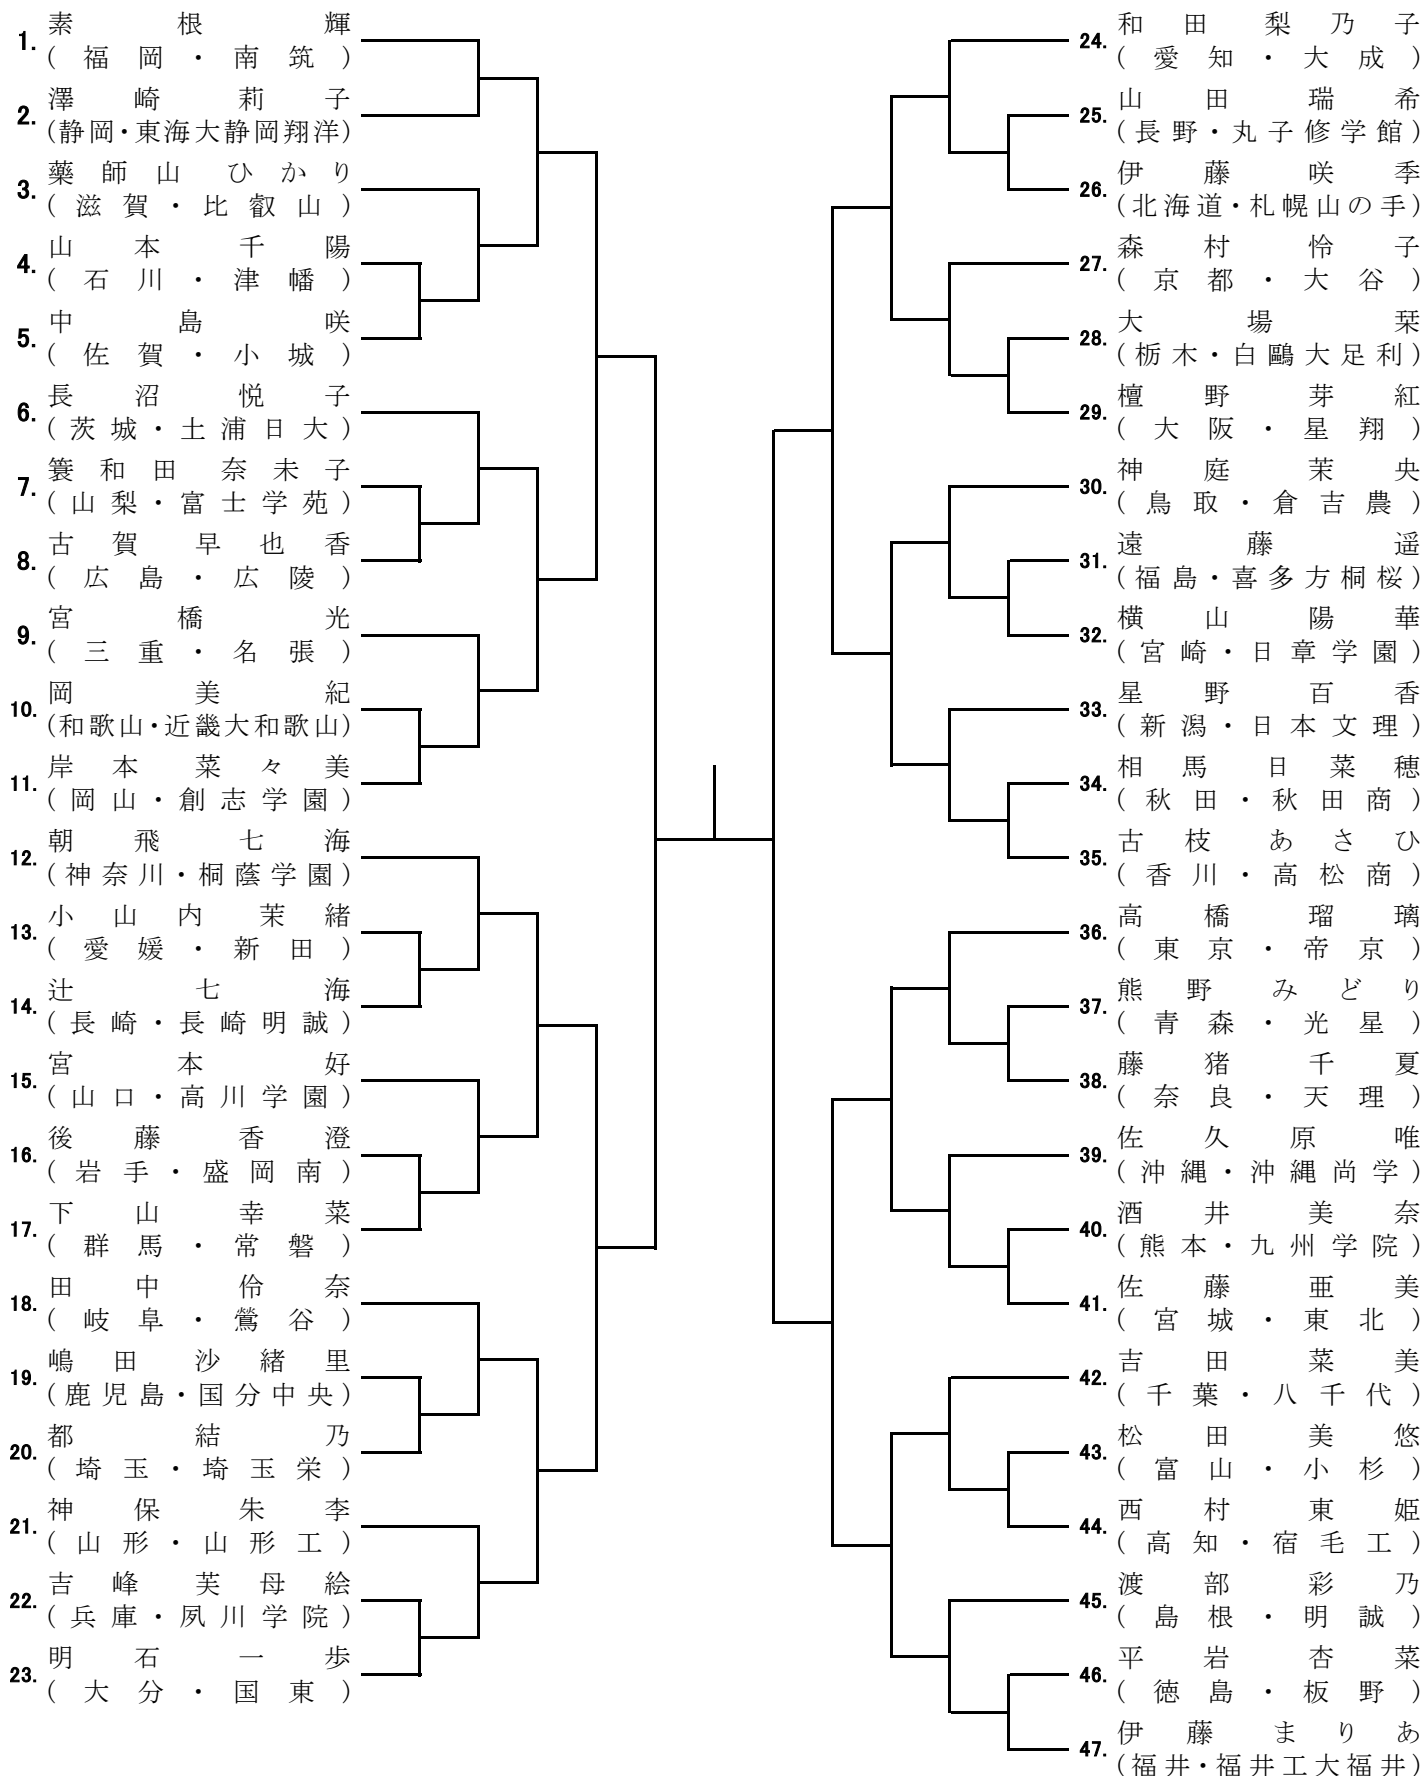 1. 素根輝
(福岡・南筑)
2. 澤崎莉子
(静岡・東海大静岡翔洋)
3. 藥師山ひかり
(滋賀・比叡山)
4. 山本千陽
(石川・津幡)
5. 中島咲
(佐賀・小城)
6. 長沼悦子
(茨城・土浦日大)
7. 簑和田奈未子
(山梨・富士学苑)
8. 古賀早也香
(広島・広陵)
9. 宮橋光
(三重・名張)
10. 岡美紀
(和歌山・近畿大和歌山)
11. 岸本菜々美
(岡山・創志学園)
12. 朝飛七海
(神奈川・桐蔭学園)
13. 小山内茉緒
(愛媛・新田)
14. 辻七海
(長崎・長崎明誠)
15. 宮本好
(山口・高川学園)
16. 後藤香澄
(岩手・盛岡南)
17. 下山幸菜
(群馬・常磐)
18. 田中伶奈
(岐阜・鶯谷)
19. 嶋田沙緒里
(鹿児島・国分中央)
20. 都結乃
(埼玉・埼玉栄)
21. 神保朱李
(山形・山形工)
22. 吉峰芙母絵
(兵庫・夙川学院)
23. 明石一歩
(大分・国東)
24. 和田梨乃子
(愛知・大成)
25. 山田瑞希
(長野・丸子修学館)
26. 伊藤咲季
(北海道・札幌山の手)
27. 森村怜子
(京都・大谷)
28. 大場栞
(栃木・白鷗大足利)
29. 檀野芽紅
(大阪・星翔)
30. 神庭茉央
(鳥取・倉吉農)
31. 遠藤遥
(福島・喜多方桐桜)
32. 横山陽華
(宮崎・日章学園)
33. 星野百香
(新潟・日本文理)
34. 相馬日菜穂
(秋田・秋田商)
35. 古枝あさひ
(香川・高松商)
36. 高橋瑠璃
(東京・帝京)
37. 熊野みどり
(青森・光星)
38. 藤猪千夏
(奈良・天理)
39. 佐久原唯
(沖縄・沖縄尚学)
40. 酒井美奈
(熊本・九州学院)
41. 佐藤亜美
(宮城・東北)
42. 吉田菜美
(千葉・八千代)
43. 松田美悠
(富山・小杉)
44. 西村東姫
(高知・宿毛工)
45. 渡部彩乃
(島根・明誠)
46. 平岩杏菜
(徳島・板野)
47. 伊藤まりあ
(福井・福井工大福井)